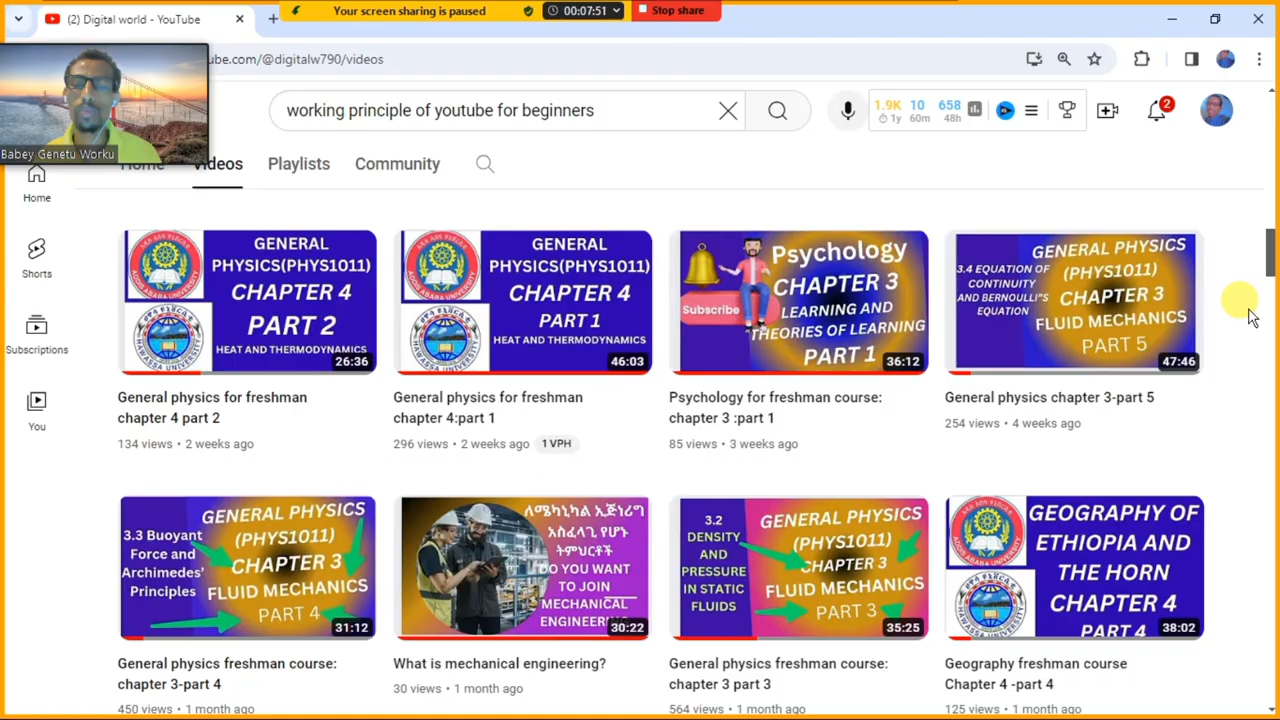 Your screen sharing is paused
00:07:51
Stop share
(2) Digital world - YouTube
ube.com/@digitalw790/videos
working principle of youtube for beginners
1.9K 10 658
1y 60m 48h
2
Babey Genetu Worku
Home Videos Playlists Community
Home
Shorts
Subscriptions
You
GENERAL
PHYSICS(PHYS1011)
CHAPTER 4
PART 2
HEAT AND THERMODYNAMICS
26:36
General physics for freshman
chapter 4 part 2
134 views • 2 weeks ago
GENERAL
PHYSICS(PHYS1011)
CHAPTER 4
PART 1
HEAT AND THERMODYNAMICS
46:03
General physics for freshman
chapter 4:part 1
296 views • 2 weeks ago
1 VPH
Psychology
CHAPTER 3
LEARNING AND
THEORIES OF LEARNING
PART 1
Subscribe
36:12
Psychology for freshman course:
chapter 3 :part 1
85 views • 3 weeks ago
3.4 EQUATION OF
CONTINUITY
AND BERNOULLI"S
EQUATION
GENERAL PHYSICS
(PHYS1011)
CHAPTER 3
FLUID MECHANICS
PART 5
47:46
General physics chapter 3-part 5
254 views • 4 weeks ago
3.3 Buoyant
Force and
Archimedes’
Principles
GENERAL PHYSICS
(PHYS1011)
CHAPTER 3
FLUID MECHANICS
PART 4
31:12
General physics freshman course:
chapter 3-part 4
450 views • 1 month ago
ለሜካኒካል ኢጅነሪግ
አስፈላጊ የሆኑ
ትምህርቶች
DO YOU WANT
TO JOIN
MECHANICAL
30:22
What is mechanical engineering?
30 views • 1 month ago
3.2
DENSITY
AND
PRESSURE
IN STATIC
FLUIDS
GENERAL PHYSICS
(PHYS1011)
CHAPTER 3
FLUID MECHANICS
PART 3
35:25
General physics freshman course:
chapter 3 part 3
564 views • 1 month ago
GEOGRAPHY OF
ETHIOPIA AND
THE HORN
CHAPTER 4
PART 4
38:02
Geography freshman course
Chapter 4 -part 4
125 views • 1 month ago